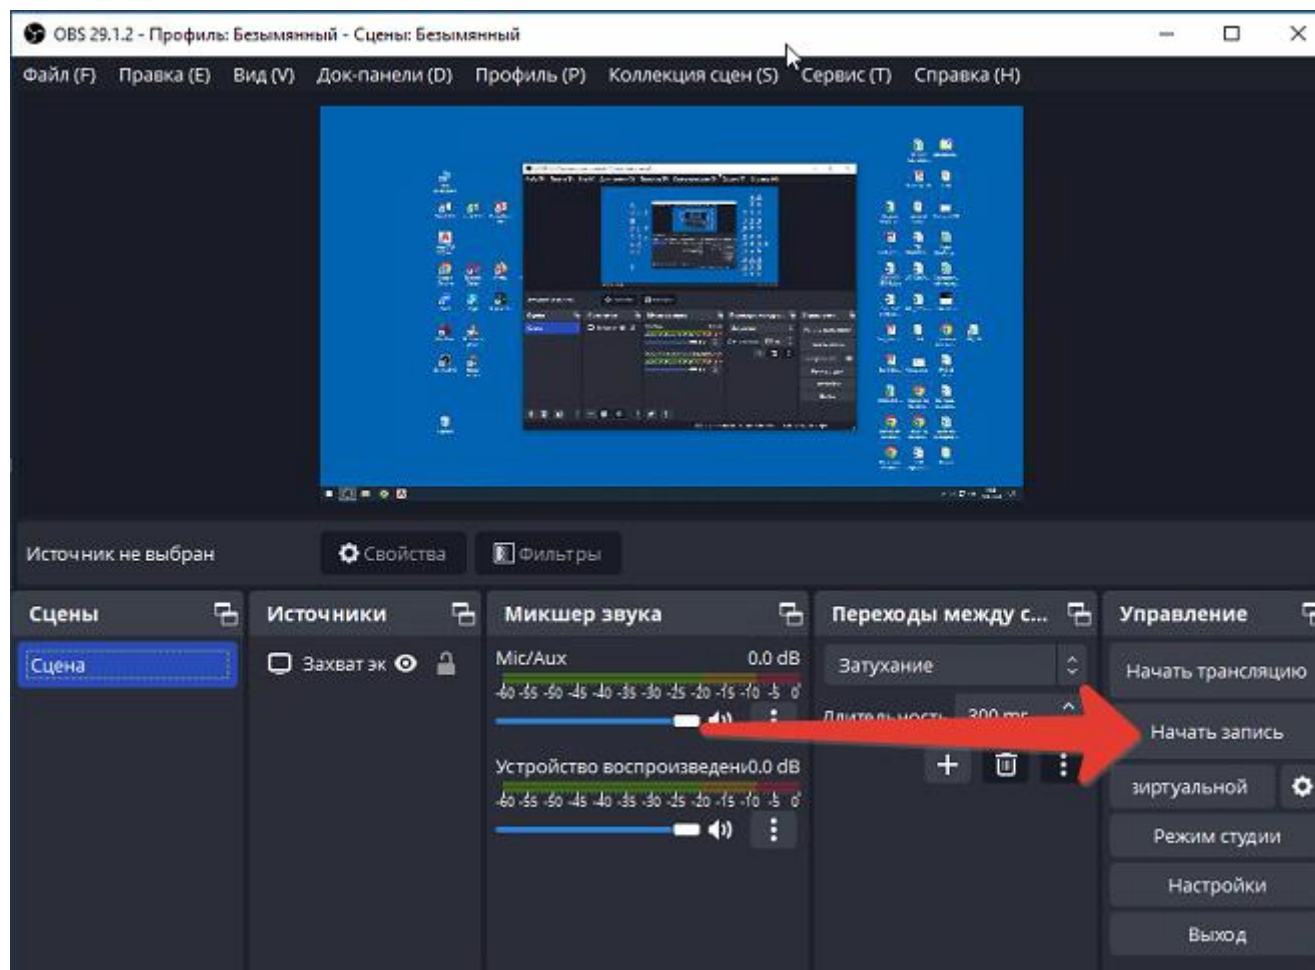 OBS 29.1.2 - Профиль: Безымянный - Сцены: Безымянный
Файл (F) Правка (E) Вид (V) Док-панели (D) Профиль (P) Коллекция сцен (S) Сервис (T) Справка (H)
Источник не выбран Свойства Фильтры
Сцены Источники Микшер звука Переходы между с... Управление
Сцена Захват эк Mic/Aux 0.0 dB Затухание Начать трансляцию
-60 -55 -50 -45 -40 -35 -30 -25 -20 -15 -10 -5 0
Длительность 300 ms Начать запись
Устройство воспроизведени0.0 dB
-60 -55 -50 -45 -40 -35 -30 -25 -20 -15 -10 -5 0
виртуальной
Режим студии
Настройки
Выход